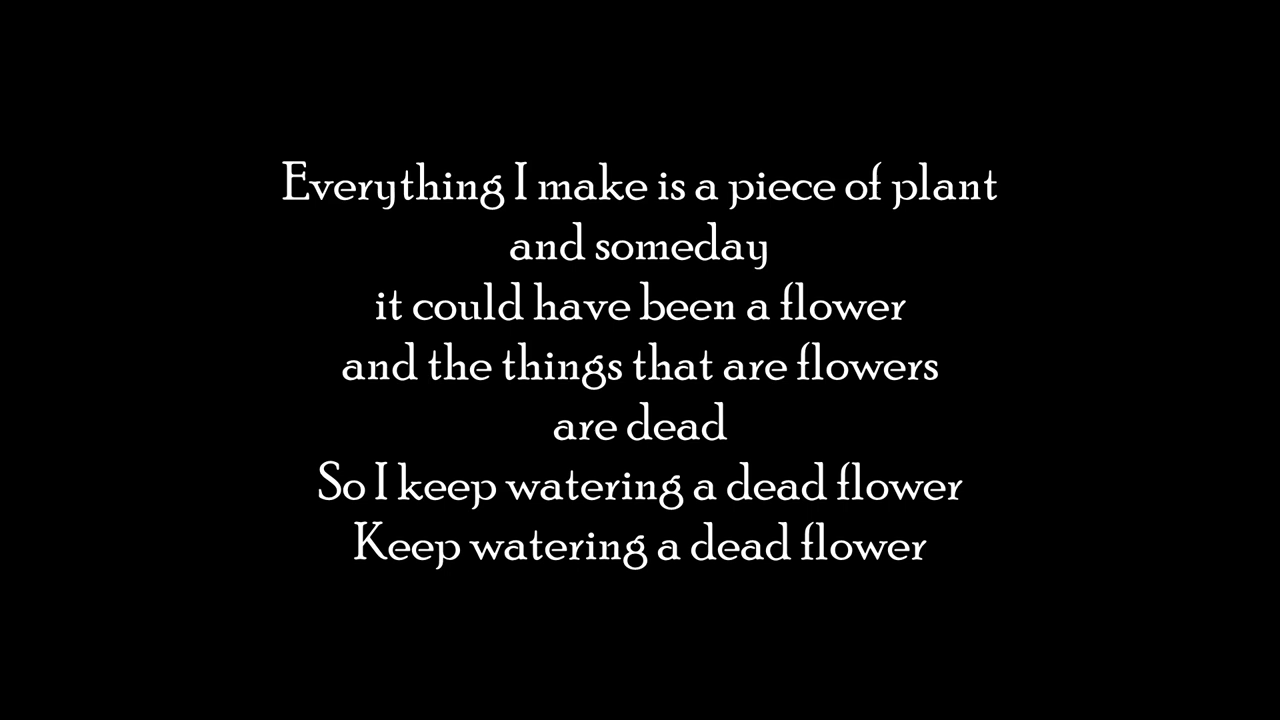 Everything I make is a piece of plant
and someday
it could have been a flower
and the things that are flowers
are dead
So I keep watering a dead flower
Keep watering a dead flower